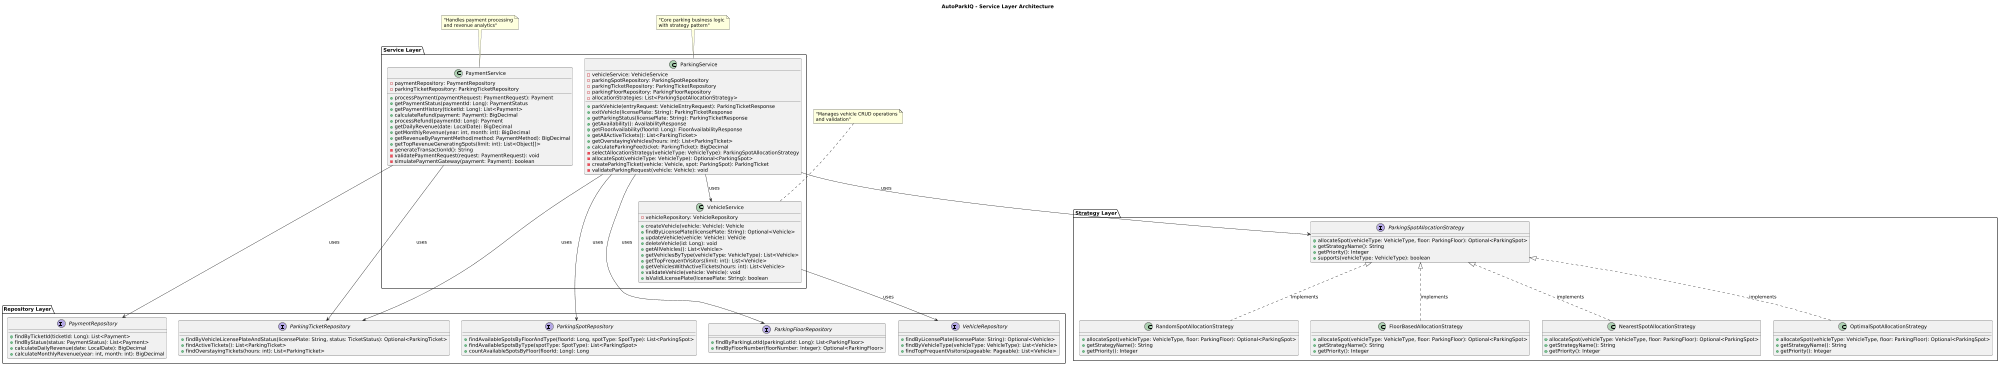 AutoParkIQ - Service Layer Architecture
"Handles payment processing
and revenue analytics"
"Core parking business logic
with strategy pattern"
Service Layer
PaymentService
paymentRepository: PaymentRepository
parkingTicketRepository: ParkingTicketRepository
processPayment(paymentRequest: PaymentRequest): Payment
getPaymentStatus(paymentId: Long): PaymentStatus
getPaymentHistory(ticketId: Long): List<Payment>
calculateRefund(payment: Payment): BigDecimal
processRefund(paymentId: Long): Payment
getDailyRevenue(date: LocalDate): BigDecimal
getMonthlyRevenue(year: int, month: int): BigDecimal
getRevenueByPaymentMethod(method: PaymentMethod): BigDecimal
getTopRevenueGeneratingSpots(limit: int): List<Object[]>
generateTransactionId(): String
validatePaymentRequest(request: PaymentRequest): void
simulatePaymentGateway(payment: Payment): boolean
ParkingService
vehicleService: VehicleService
parkingSpotRepository: ParkingSpotRepository
parkingTicketRepository: ParkingTicketRepository
parkingFloorRepository: ParkingFloorRepository
allocationStrategies: List<ParkingSpotAllocationStrategy>
parkVehicle(entryRequest: VehicleEntryRequest): ParkingTicketResponse
exitVehicle(licensePlate: String): ParkingTicketResponse
getParkingStatus(licensePlate: String): ParkingTicketResponse
getAvailability(): AvailabilityResponse
getFloorAvailability(floorId: Long): FloorAvailabilityResponse
getAllActiveTickets(): List<ParkingTicket>
getOverstayingVehicles(hours: int): List<ParkingTicket>
calculateParkingFee(ticket: ParkingTicket): BigDecimal
selectAllocationStrategy(vehicleType: VehicleType): ParkingSpotAllocationStrategy
allocateSpot(vehicleType: VehicleType): Optional<ParkingSpot>
createParkingTicket(vehicle: Vehicle, spot: ParkingSpot): ParkingTicket
validateParkingRequest(vehicle: Vehicle): void
"Manages vehicle CRUD operations
and validation"
uses
uses
VehicleService
vehicleRepository: VehicleRepository
createVehicle(vehicle: Vehicle): Vehicle
findByLicensePlate(licensePlate: String): Optional<Vehicle>
updateVehicle(vehicle: Vehicle): Vehicle
deleteVehicle(id: Long): void
getAllVehicles(): List<Vehicle>
getVehiclesByType(vehicleType: VehicleType): List<Vehicle>
getTopFrequentVisitors(limit: int): List<Vehicle>
getVehiclesWithActiveTickets(hours: int): List<Vehicle>
validateVehicle(vehicle: Vehicle): void
isValidLicensePlate(licensePlate: String): boolean
Strategy Layer
ParkingSpotAllocationStrategy
allocateSpot(vehicleType: VehicleType, floor: ParkingFloor): Optional<ParkingSpot>
getStrategyName(): String
getPriority(): Integer
supports(vehicleType: VehicleType): boolean
uses
uses
uses
uses
uses
uses
implements
implements
implements
implements
Repository Layer
PaymentRepository
findByTicketId(ticketId: Long): List<Payment>
findByStatus(status: PaymentStatus): List<Payment>
calculateDailyRevenue(date: LocalDate): BigDecimal
calculateMonthlyRevenue(year: int, month: int): BigDecimal
ParkingTicketRepository
findByVehicleLicensePlateAndStatus(licensePlate: String, status: TicketStatus): Optional<ParkingTicket>
findActiveTickets(): List<ParkingTicket>
findOverstayingTickets(hours: int): List<ParkingTicket>
ParkingSpotRepository
findAvailableSpotsByFloorAndType(floorId: Long, spotType: SpotType): List<ParkingSpot>
findAvailableSpotsByType(spotType: SpotType): List<ParkingSpot>
countAvailableSpotsByFloor(floorId: Long): Long
ParkingFloorRepository
findByParkingLotId(parkingLotId: Long): List<ParkingFloor>
findByFloorNumber(floorNumber: Integer): Optional<ParkingFloor>
VehicleRepository
findByLicensePlate(licensePlate: String): Optional<Vehicle>
findByVehicleType(vehicleType: VehicleType): List<Vehicle>
findTopFrequentVisitors(pageable: Pageable): List<Vehicle>
RandomSpotAllocationStrategy
allocateSpot(vehicleType: VehicleType, floor: ParkingFloor): Optional<ParkingSpot>
getStrategyName(): String
getPriority(): Integer
FloorBasedAllocationStrategy
allocateSpot(vehicleType: VehicleType, floor: ParkingFloor): Optional<ParkingSpot>
getStrategyName(): String
getPriority(): Integer
NearestSpotAllocationStrategy
allocateSpot(vehicleType: VehicleType, floor: ParkingFloor): Optional<ParkingSpot>
getStrategyName(): String
getPriority(): Integer
OptimalSpotAllocationStrategy
allocateSpot(vehicleType: VehicleType, floor: ParkingFloor): Optional<ParkingSpot>
getStrategyName(): String
getPriority(): Integer